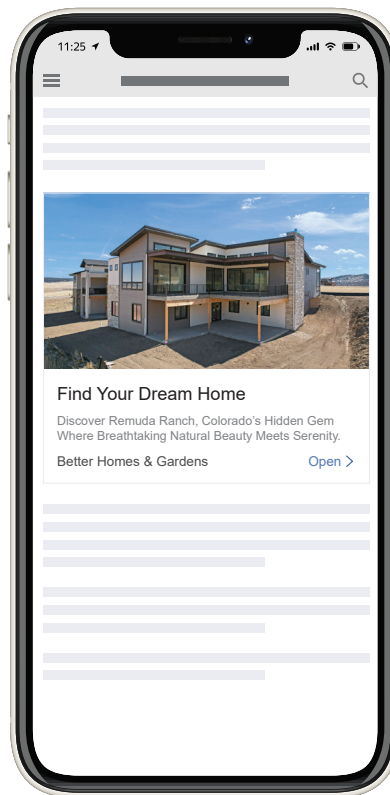 11:25
Find Your Dream Home
Discover Remuda Ranch, Colorado's Hidden Gem
Where Breathtaking Natural Beauty Meets Serenity.
Better Homes & Gardens
Open